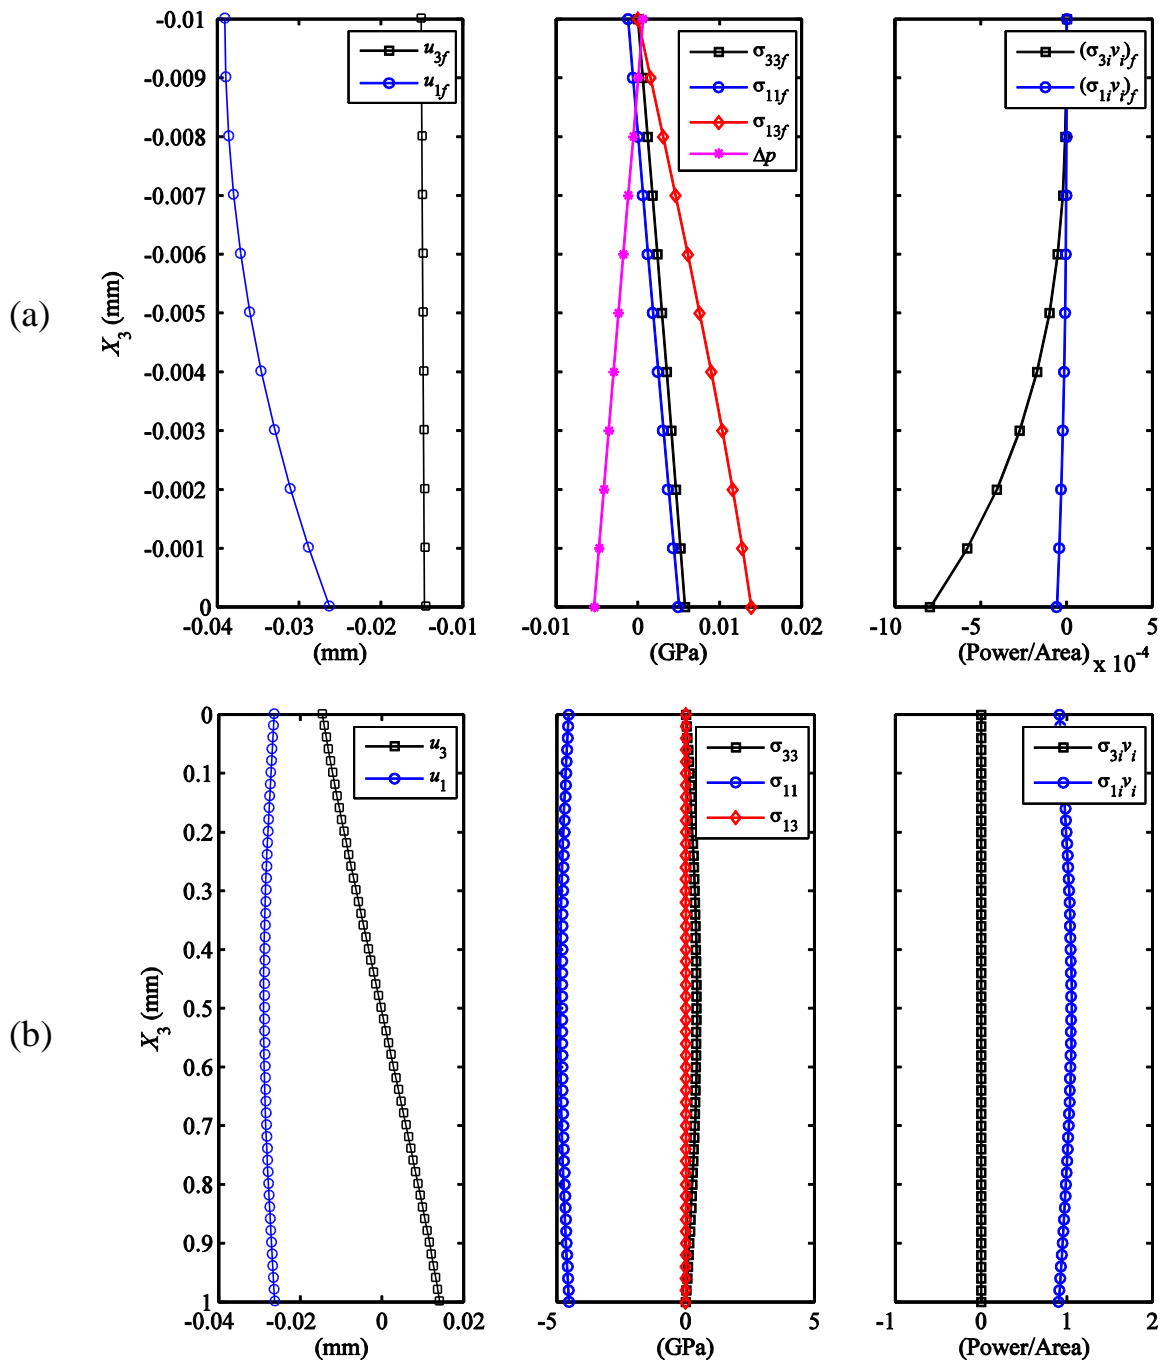 (a)
X3 (mm)
-0.01
-0.009
-0.008
-0.007
-0.006
-0.005
-0.004
-0.003
-0.002
-0.001
0
-0.04 -0.03 -0.02 -0.01
(mm)
u3f
u1f
-0.01 0 0.01 0.02
(GPa)
σ33f
σ11f
σ13f
Δp
-10 -5 0 5
(Power/Area) x 10-4
(σ3ivi)f
(σ1ivi)f
(b)
X3 (mm)
0
0.1
0.2
0.3
0.4
0.5
0.6
0.7
0.8
0.9
1
-0.04 -0.02 0 0.02
(mm)
u3
u1
-5 0 5
(GPa)
σ33
σ11
σ13
-1 0 1 2
(Power/Area)
σ3ivi
σ1ivi